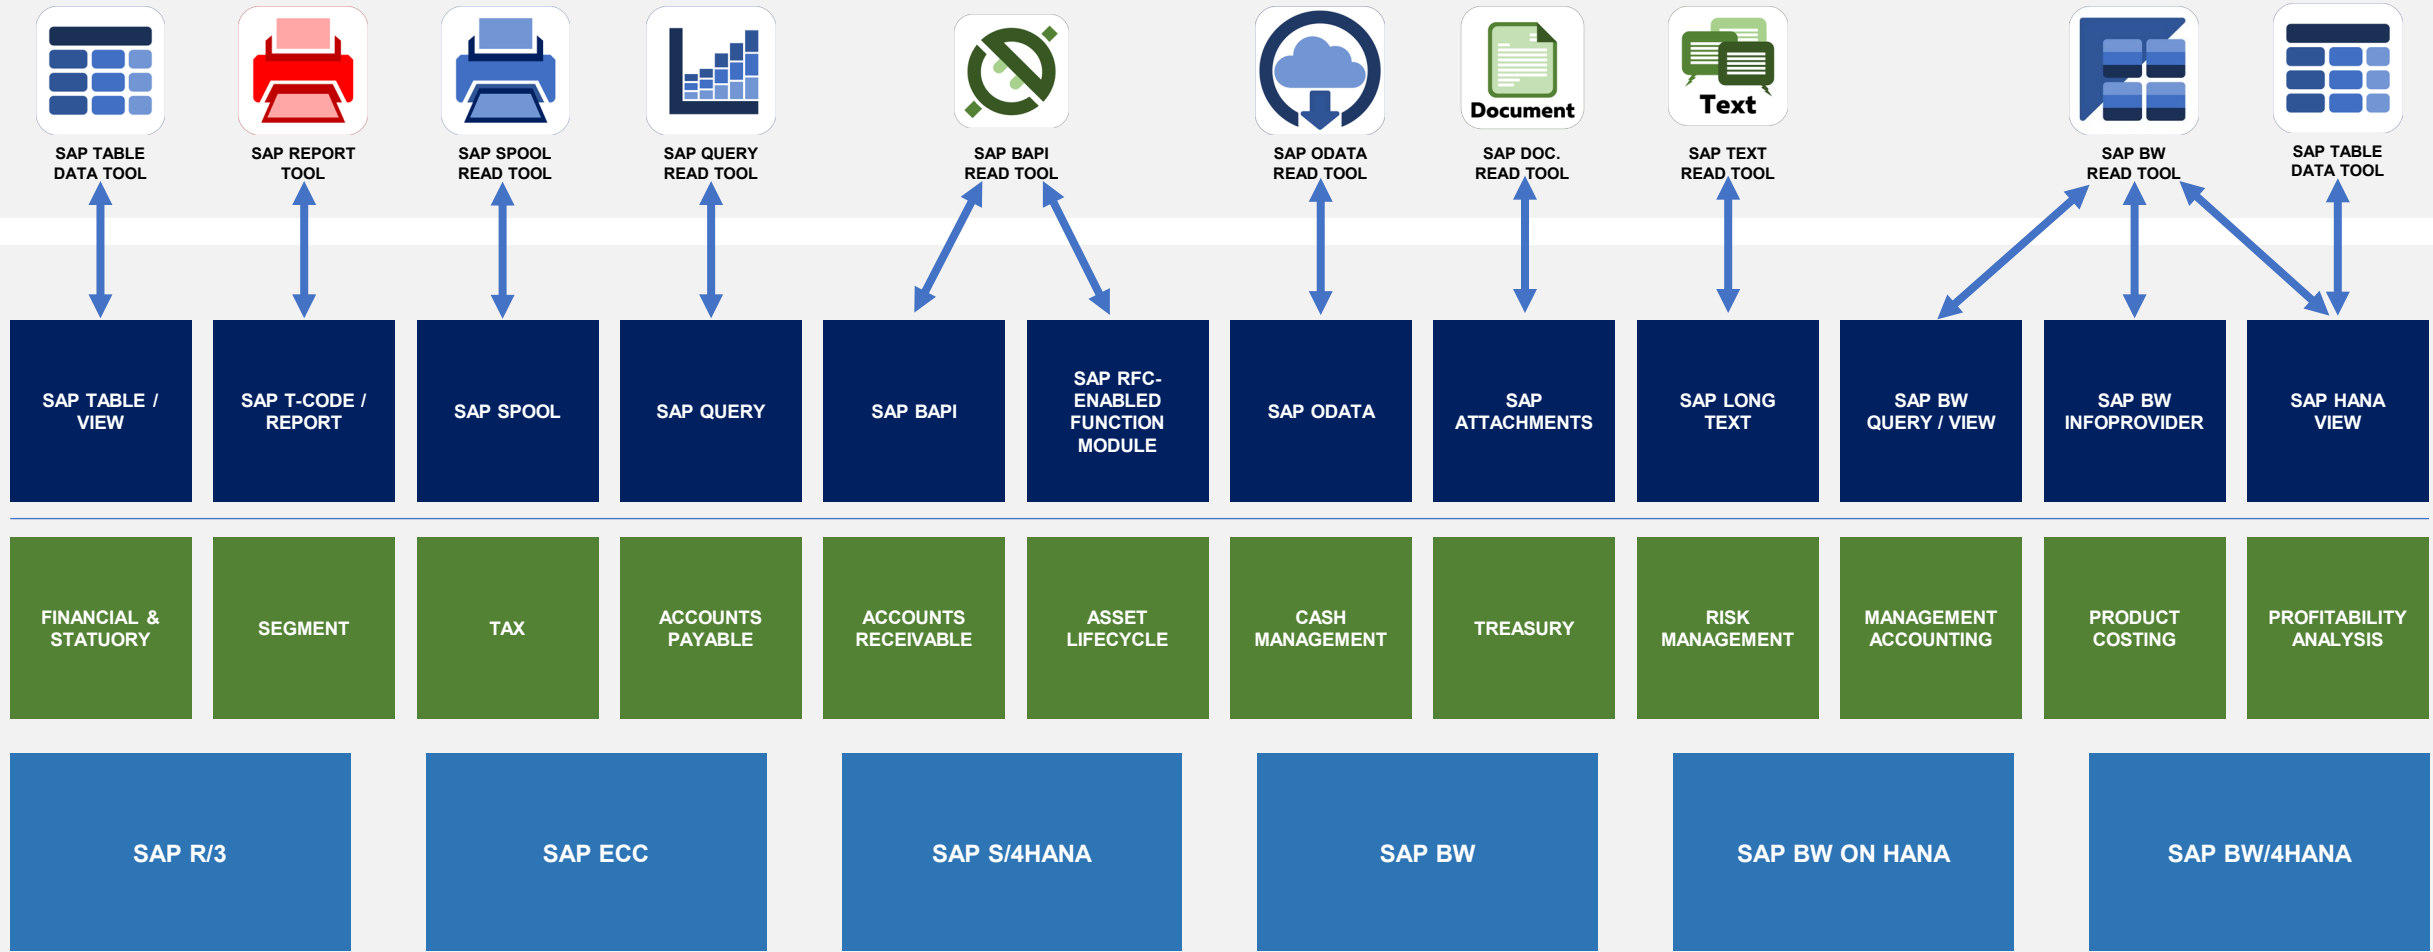 Document
Text
SAP TABLE
DATA TOOL
SAP REPORT
TOOL
SAP SPOOL
READ TOOL
SAP QUERY
READ TOOL
SAP BAPI
READ TOOL
SAP ODATA
READ TOOL
SAP DOC.
READ TOOL
SAP TEXT
READ TOOL
SAP BW
READ TOOL
SAP TABLE
DATA TOOL
SAP TABLE /
VIEW
SAP T-CODE /
REPORT
SAP SPOOL
SAP QUERY
SAP BAPI
SAP RFC-
ENABLED
FUNCTION
MODULE
SAP ODATA
SAP
ATTACHMENTS
SAP LONG
TEXT
SAP BW
QUERY / VIEW
SAP BW
INFOPROVIDER
SAP HANA
VIEW
FINANCIAL &
STATUORY
SEGMENT
TAX
ACCOUNTS
PAYABLE
ACCOUNTS
RECEIVABLE
ASSET
LIFECYCLE
CASH
MANAGEMENT
TREASURY
RISK
MANAGEMENT
MANAGEMENT
ACCOUNTING
PRODUCT
COSTING
PROFITABILITY
ANALYSIS
SAP R/3
SAP ECC
SAP S/4HANA
SAP BW
SAP BW ON HANA
SAP BW/4HANA